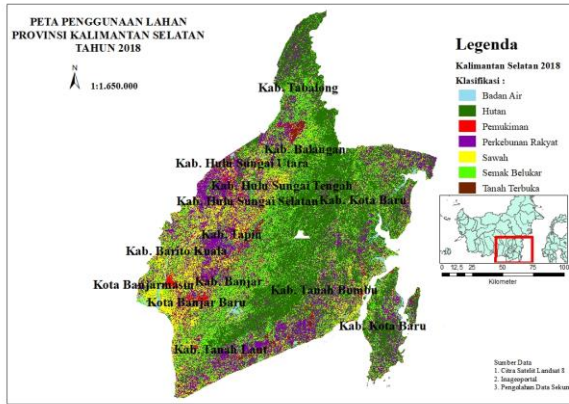 PETA PENGGUNAAN LAHAN
PROVINSI KALIMANTAN SELATAN
TAHUN 2018
N
1:1.650.000
Kab. Tabalong
Kab. Balangan
Kab. Hulu Sungai Utara
Kab. Hulu Sungai Tengah
Kab. Hulu Sungai Selatan
Kab. Kota Baru
Kab. Tapin
Kab. Barito Kuala
Kab. Banjar
Kota Banjarmasin
Kota Banjar Baru
Kab. Tanah Bumbu
Kab. Kota Baru
Kab. Tanah Laut
Legenda
Kalimantan Selatan 2018
Klasifikasi :
Badan Air
Hutan
Pemukiman
Perkebunan Rakyat
Sawah
Semak Belukar
Tanah Terbuka
0 12,5 25 50 75 100
Kilometer
Sumber Data
1. Citra Satelit Landsat 8
2. Inageoportal
3. Pengolahan Data Sekun